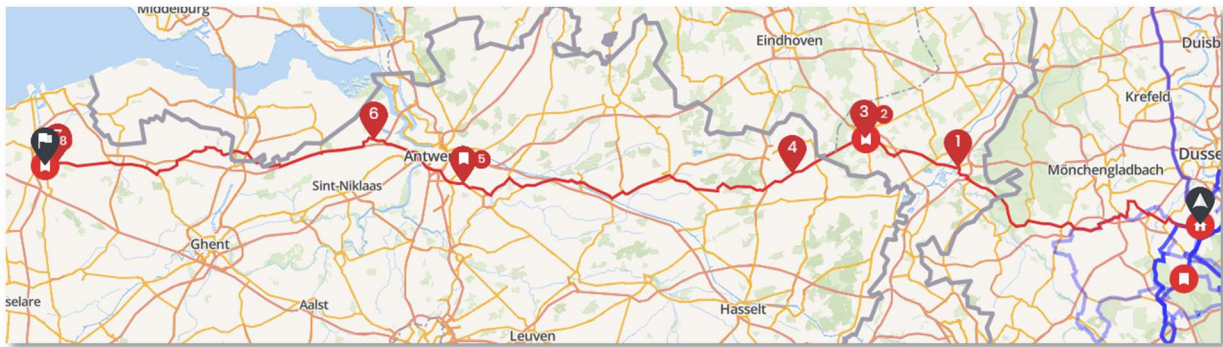 Middelburg
Eindhoven
Duisb
Krefeld
6
3
2
8
1
4
Antwe
5
Mönchengladbach
Dusse
Sint-Niklaas
Ghent
selare
Aalst
Hasselt
Leuven